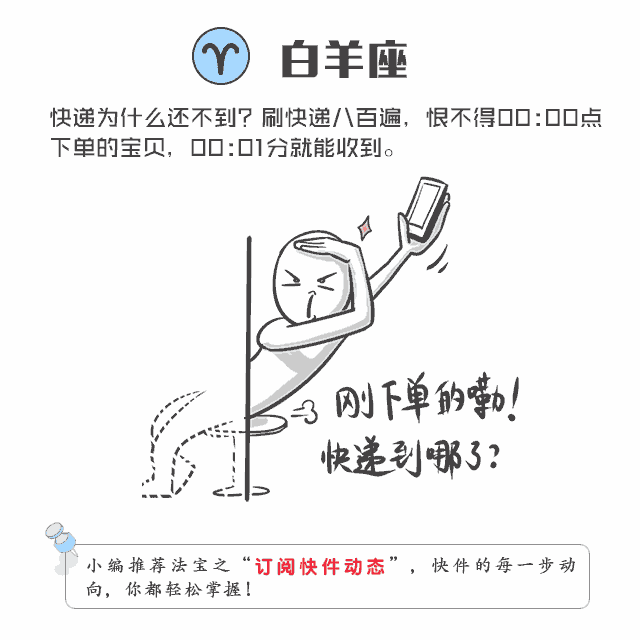 白羊座
快递为什么还不到？刷快递八百遍，恨不得00:00点
下单的宝贝，00:01分就能收到。
刚下单的嘞！
快递到哪了？
小编推荐法宝之“订阅快件动态”，快件的每一步动
向，你都轻松掌握！